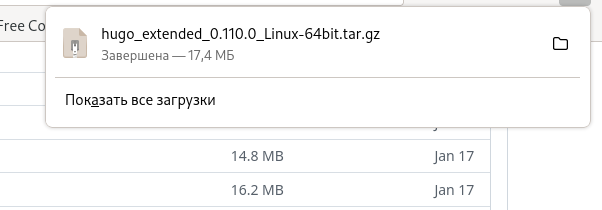 Free Co
hugo_extended_0.110.0_Linux-64bit.tar.gz
Завершена — 17,4 МБ
Показать все загрузки
14.8 MB Jan 17
16.2 MB Jan 17